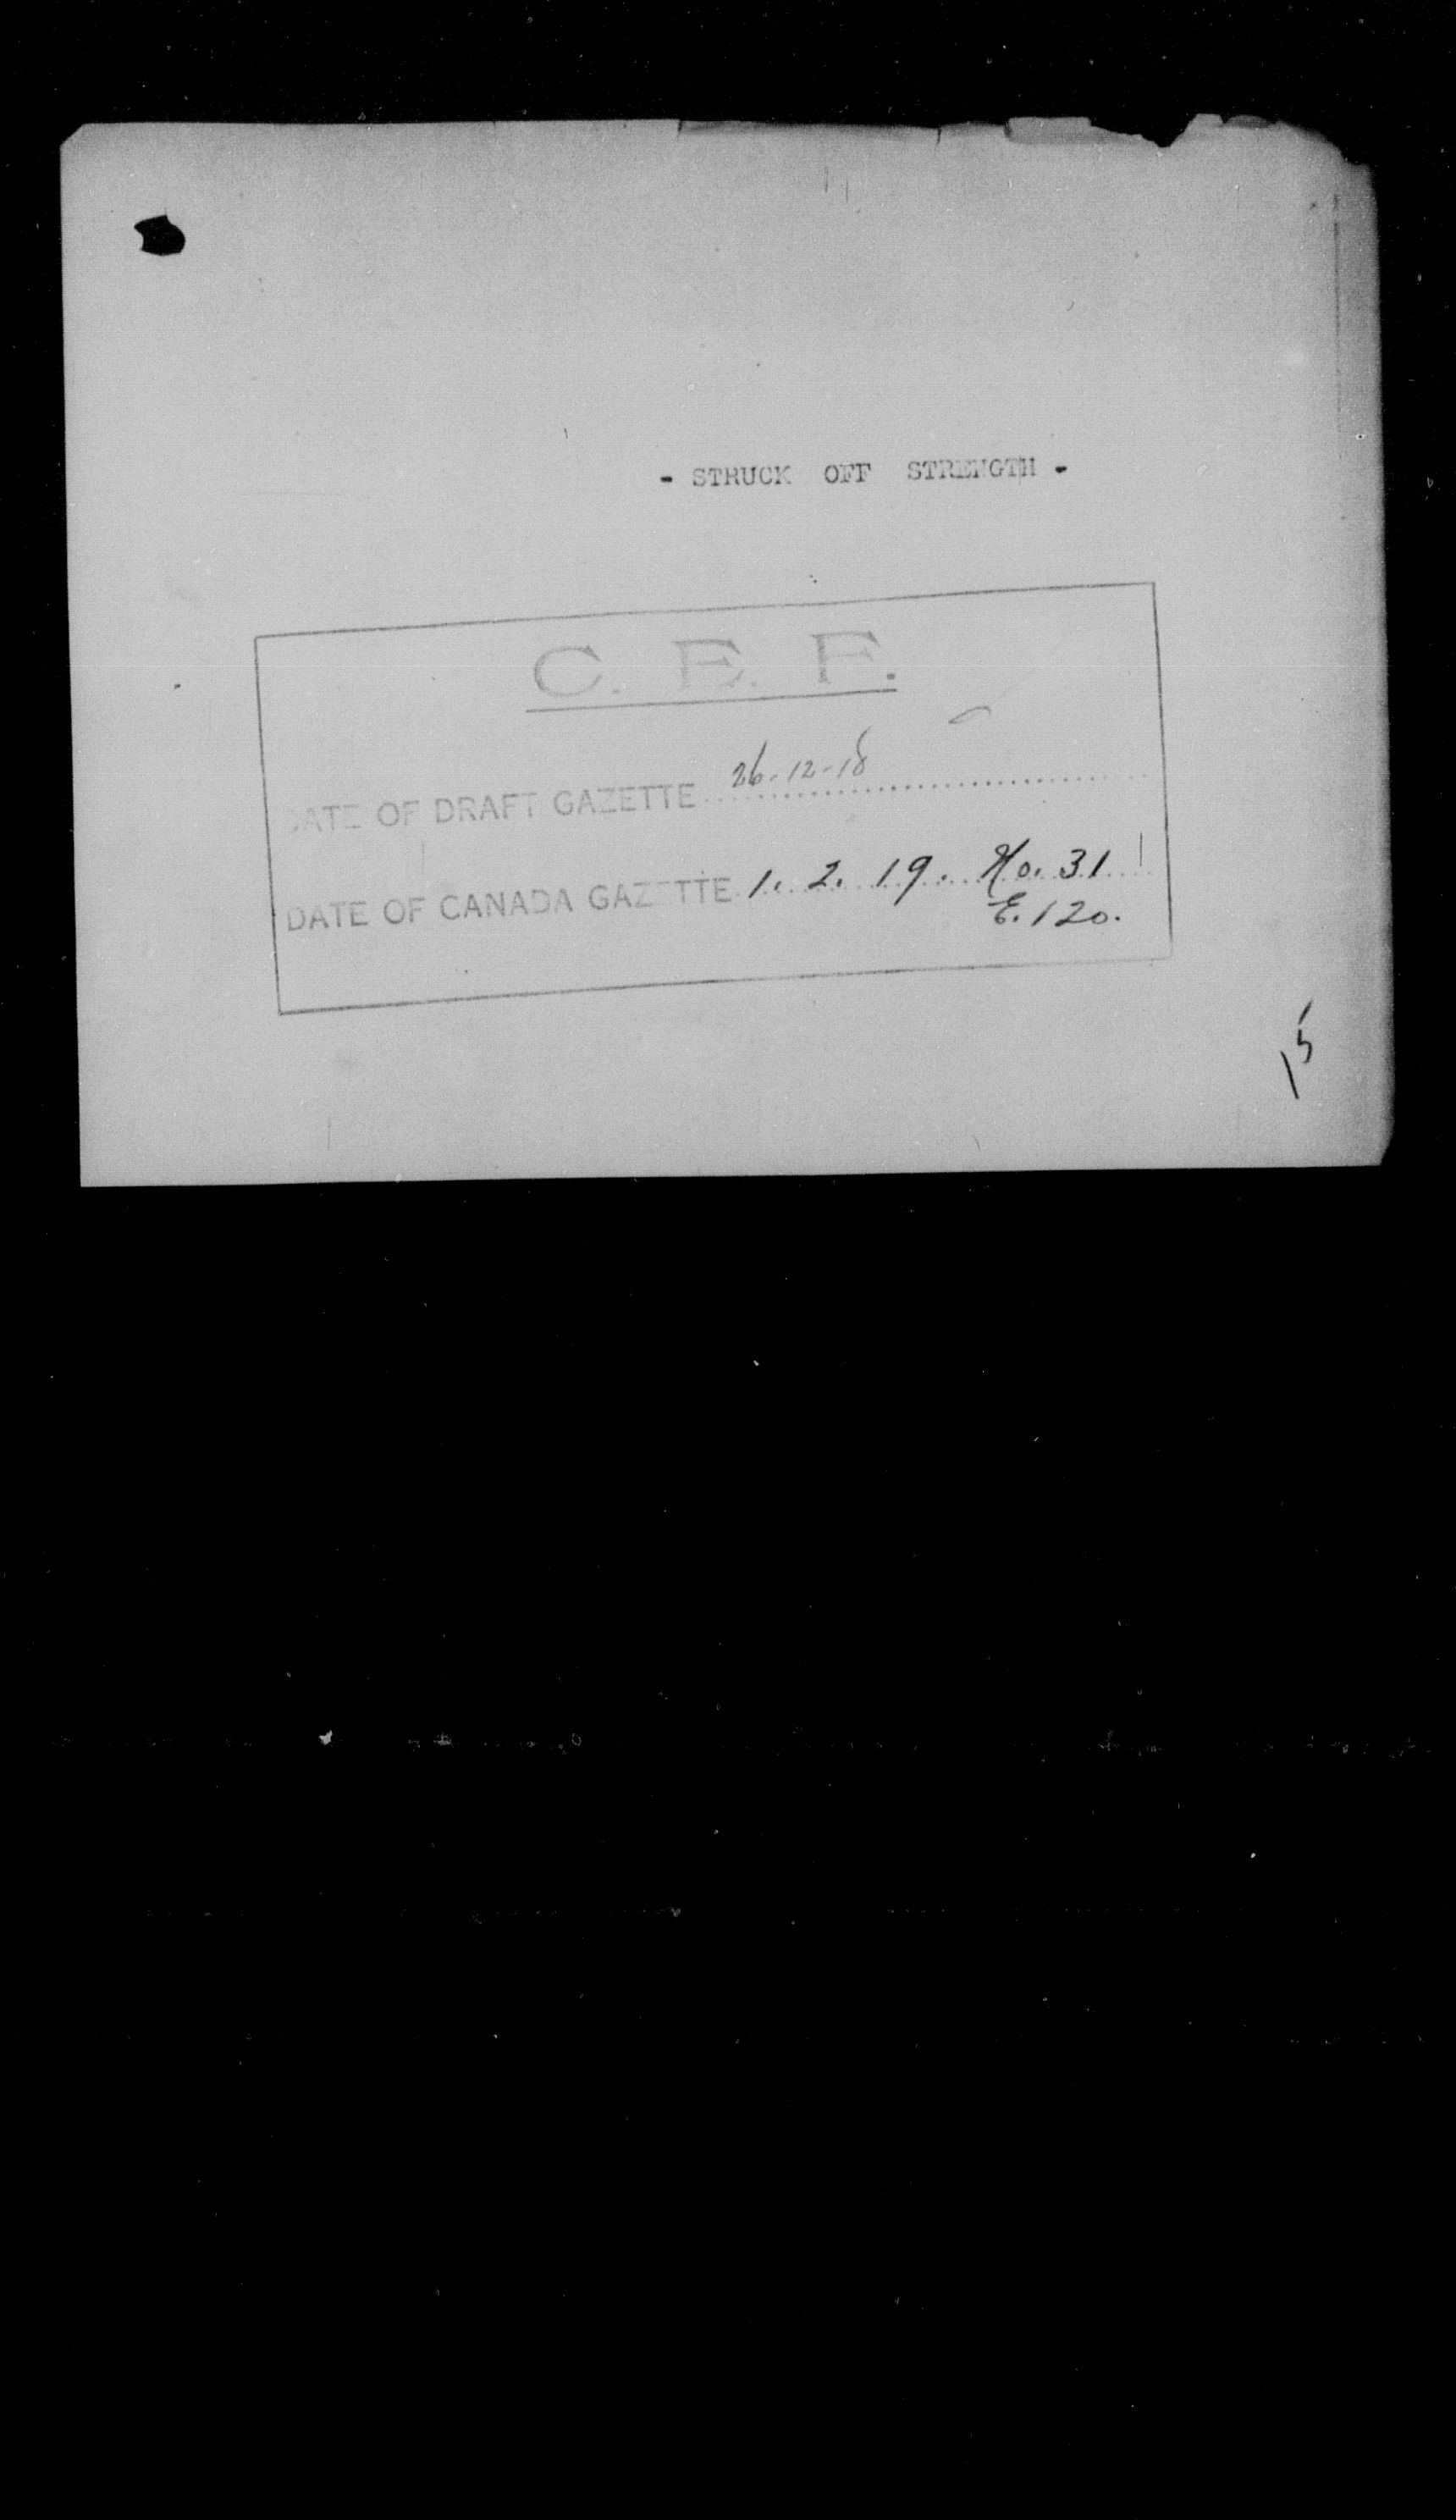 - STRUCK OFF STRENGTH -
C. E. F.
DATE OF DRAFT GAZETTE 26-12-18
DATE OF CANADA GAZETTE 1. 2. 19. No. 31
E. 120.
15